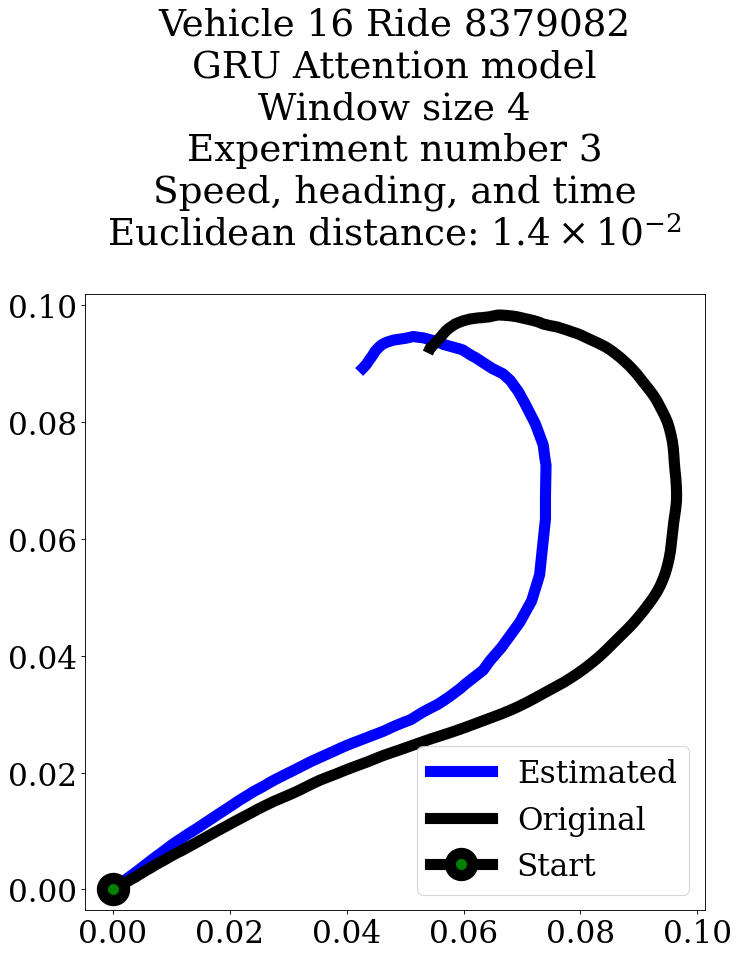 Vehicle 16 Ride 8379082
GRU Attention model
Window size 4
Experiment number 3
Speed, heading, and time
Euclidean distance: 1.4 × 10⁻²
0.10
0.08
0.06
0.04
0.02
0.00
Estimated
Original
Start
0.00 0.02 0.04 0.06 0.08 0.10